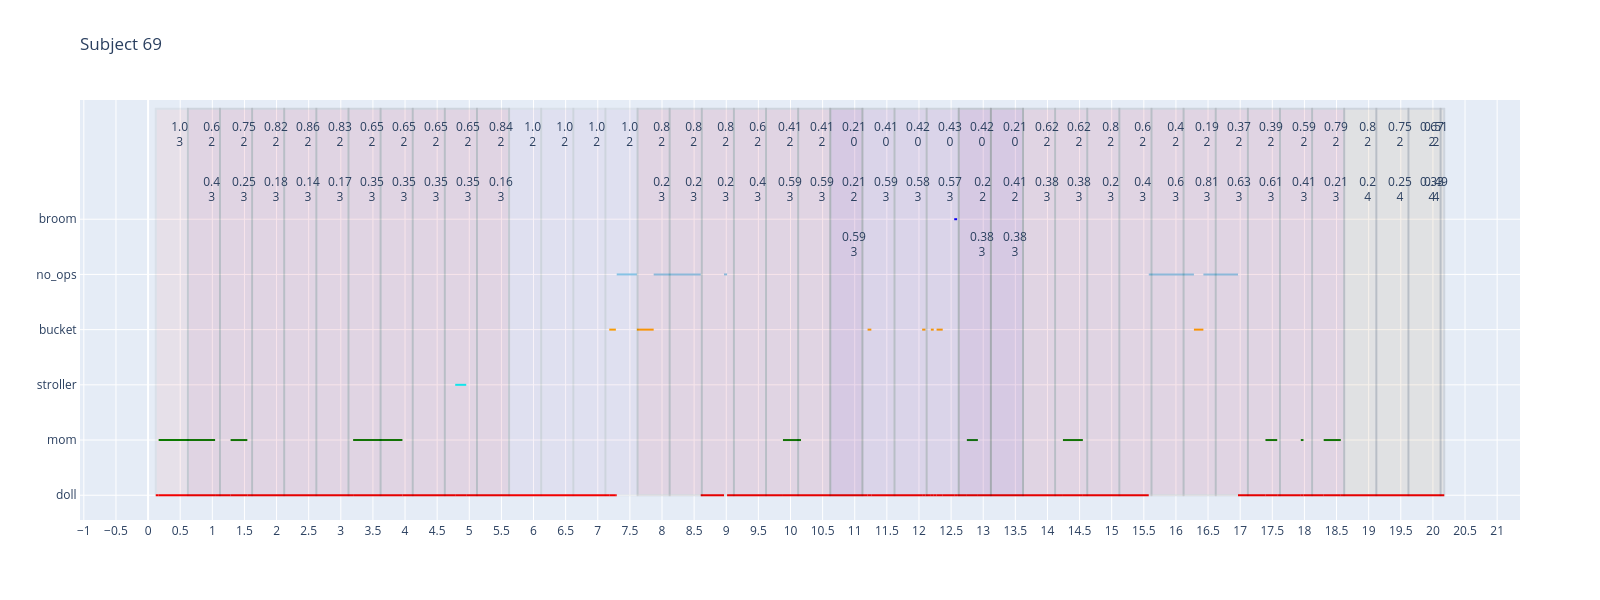 Subject 69
1.0 0.6 0.75 0.82 0.86 0.83 0.65 0.65 0.65 0.65 0.84 1.0 1.0 1.0 1.0 0.8 0.8 0.8 0.6 0.41 0.41 0.21 0.41 0.42 0.43 0.42 0.21 0.62 0.62 0.8 0.6 0.4 0.19 0.37 0.39 0.59 0.79 0.8 0.75
3 2 2 2 2 2 2 2 2 2 2 2 2 2 2 2 2 2 2 2 2 0 0 0 0 0 0 2 2 2 2 2 2 2 2 2 2 2 2
0.4 0.25 0.18 0.14 0.17 0.35 0.35 0.35 0.35 0.16 0.2 0.2 0.2 0.4 0.59 0.59 0.21 0.59 0.58 0.57 0.2 0.41 0.38 0.38 0.2 0.4 0.6 0.81 0.63 0.61 0.41 0.21 0.2 0.25
3 3 3 3 3 3 3 3 3 3 3 3 3 3 3 3 2 3 3 3 2 2 3 3 3 3 3 3 3 3 3 3 4 4
broom
0.59 0.38 0.38
3 3 3
no_ops
bucket
stroller
mom
doll
−1 −0.5 0 0.5 1 1.5 2 2.5 3 3.5 4 4.5 5 5.5 6 6.5 7 7.5 8 8.5 9 9.5 10 10.5 11 11.5 12 12.5 13 13.5 14 14.5 15 15.5 16 16.5 17 17.5 18 18.5 19 19.5 20 20.5 21